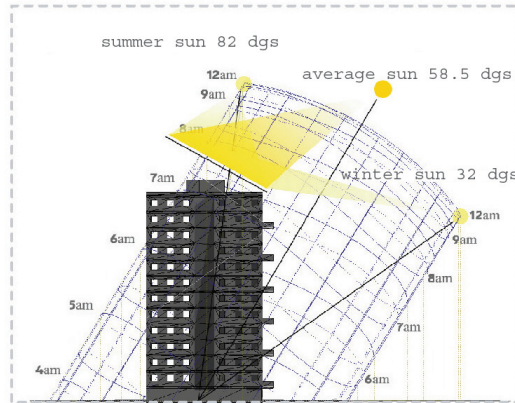 summer sun 82 dgs
12am
average sun 58.5 dgs
9am
8am
7am
winter sun 32 dgs
12am
9am
6am
8am
5am
7am
4am
6am